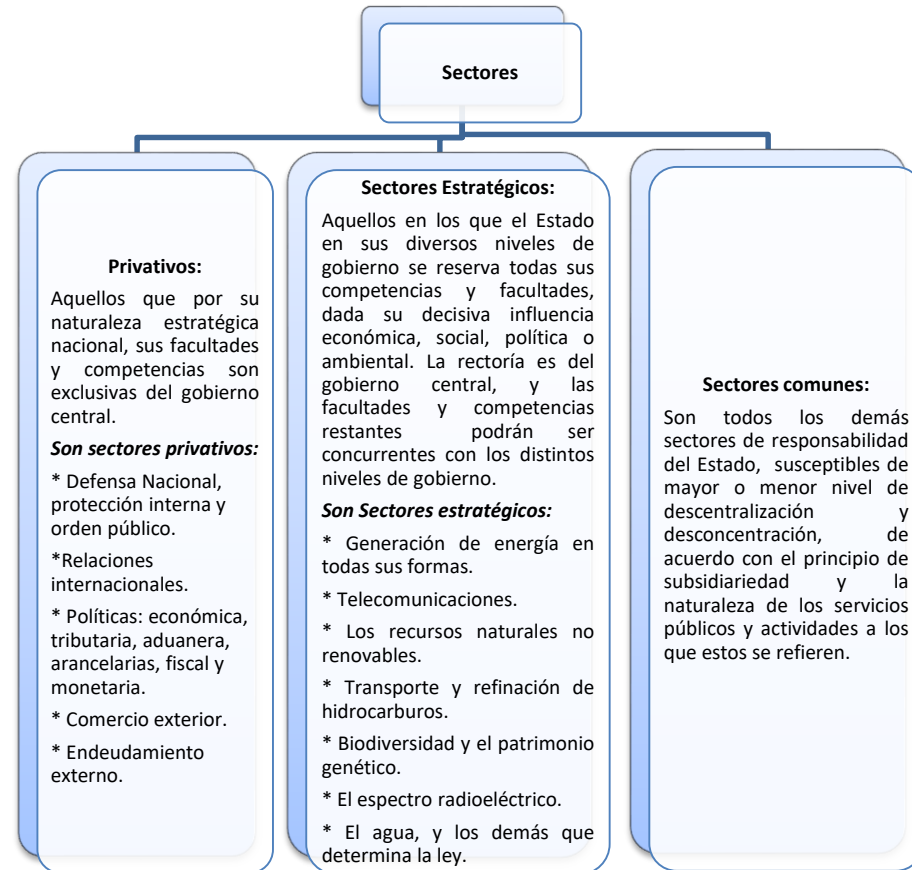 Sectores
Privativos:
Aquellos que por su
naturaleza estratégica
nacional, sus facultades
y competencias son
exclusivas del gobierno
central.
Son sectores privativos:
* Defensa Nacional,
protección interna y
orden público.
*Relaciones
internacionales.
* Políticas: económica,
tributaria, aduanera,
arancelarias, fiscal y
monetaria.
* Comercio exterior.
* Endeudamiento
externo.
Sectores Estratégicos:
Aquellos en los que el Estado
en sus diversos niveles de
gobierno se reserva todas sus
competencias y facultades,
dada su decisiva influencia
económica, social, política o
ambiental. La rectoría es del
gobierno central, y las
facultades y competencias
restantes podrán ser
concurrentes con los distintos
niveles de gobierno.
Son Sectores estratégicos:
* Generación de energía en
todas sus formas.
* Telecomunicaciones.
* Los recursos naturales no
renovables.
* Transporte y refinación de
hidrocarburos.
* Biodiversidad y el patrimonio
genético.
* El espectro radioeléctrico.
* El agua, y los demás que
determina la ley.
Sectores comunes:
Son todos los demás
sectores de responsabilidad
del Estado, susceptibles de
mayor o menor nivel de
descentralización y
desconcentración, de
acuerdo con el principio de
subsidiariedad y la
naturaleza de los servicios
públicos y actividades a los
que estos se refieren.